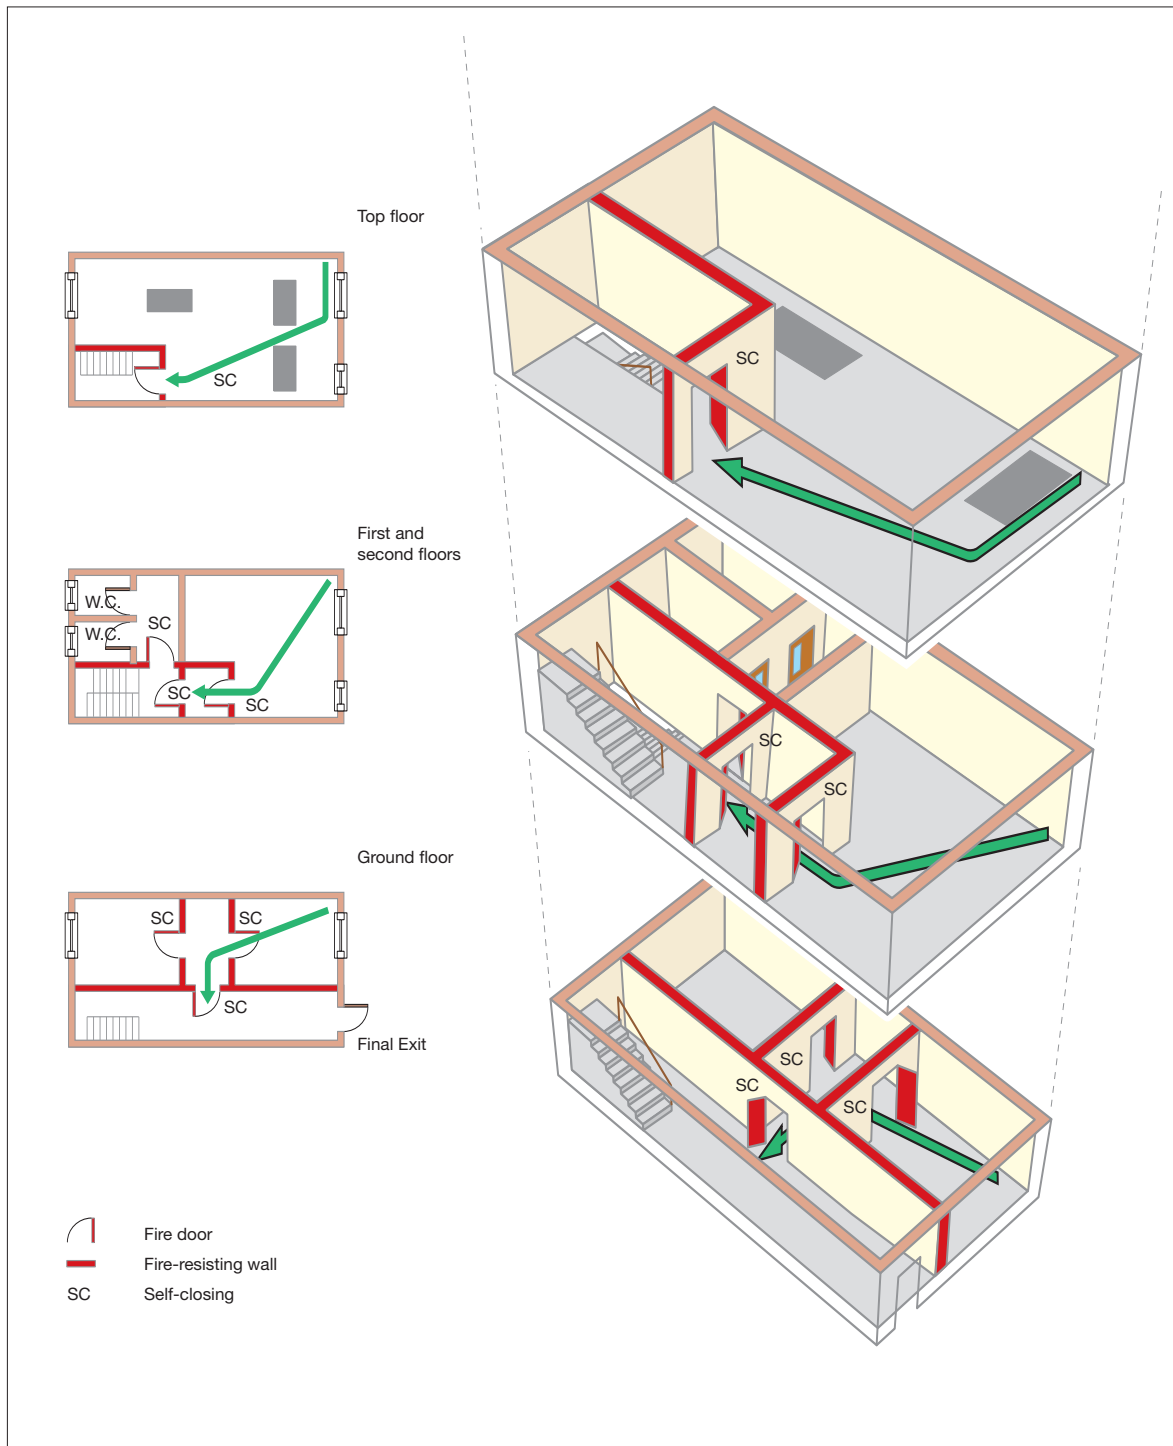 Top floor
SC
SC
First and
second floors
W.C.
W.C.
SC
SC
SC
SC
SC
Ground floor
SC
SC
SC
Final Exit
SC
SC
SC
Fire door
Fire-resisting wall
SC
Self-closing